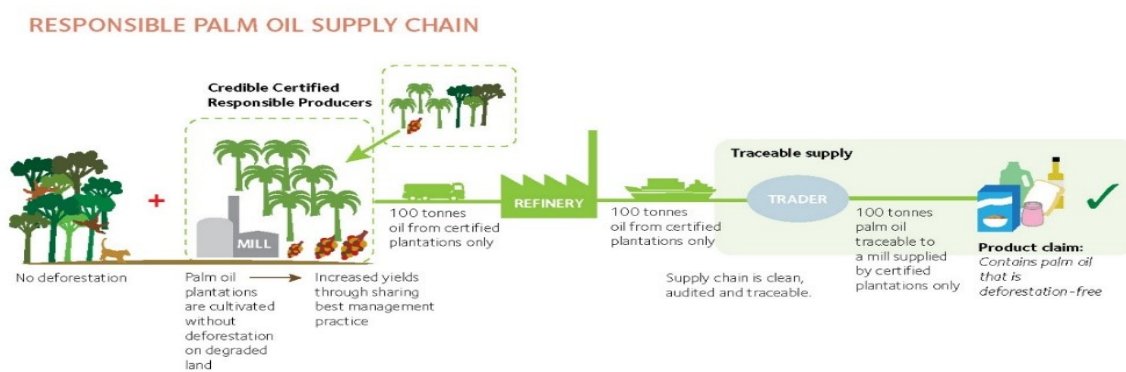 RESPONSIBLE PALM OIL SUPPLY CHAIN
Credible Certified
Responsible Producers
MILL
No deforestation
Palm oil
plantations
are cultivated
without
deforestation
on degraded
land
Increased yields
through sharing
best management
practice
100 tonnes
oil from certified
plantations only
REFINERY
100 tonnes
oil from certified
plantations only
Traceable supply
TRADER
Supply chain is clean,
audited and traceable.
100 tonnes
palm oil
traceable to
a mill supplied
by certified
plantations only
Product claim:
Contains palm oil
that is
deforestation-free